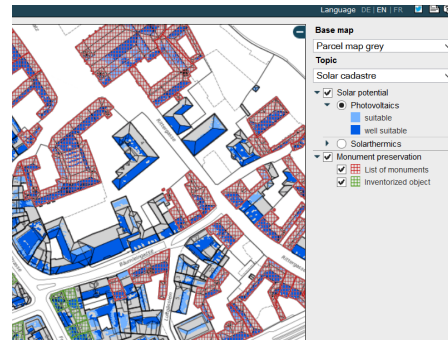 Language DE | EN | FR
Base map
Parcel map grey
Topic
Solar cadastre
Solar potential
Photovoltaics
suitable
well suitable
Solarthermics
Monument preservation
List of monuments
Inventorized object